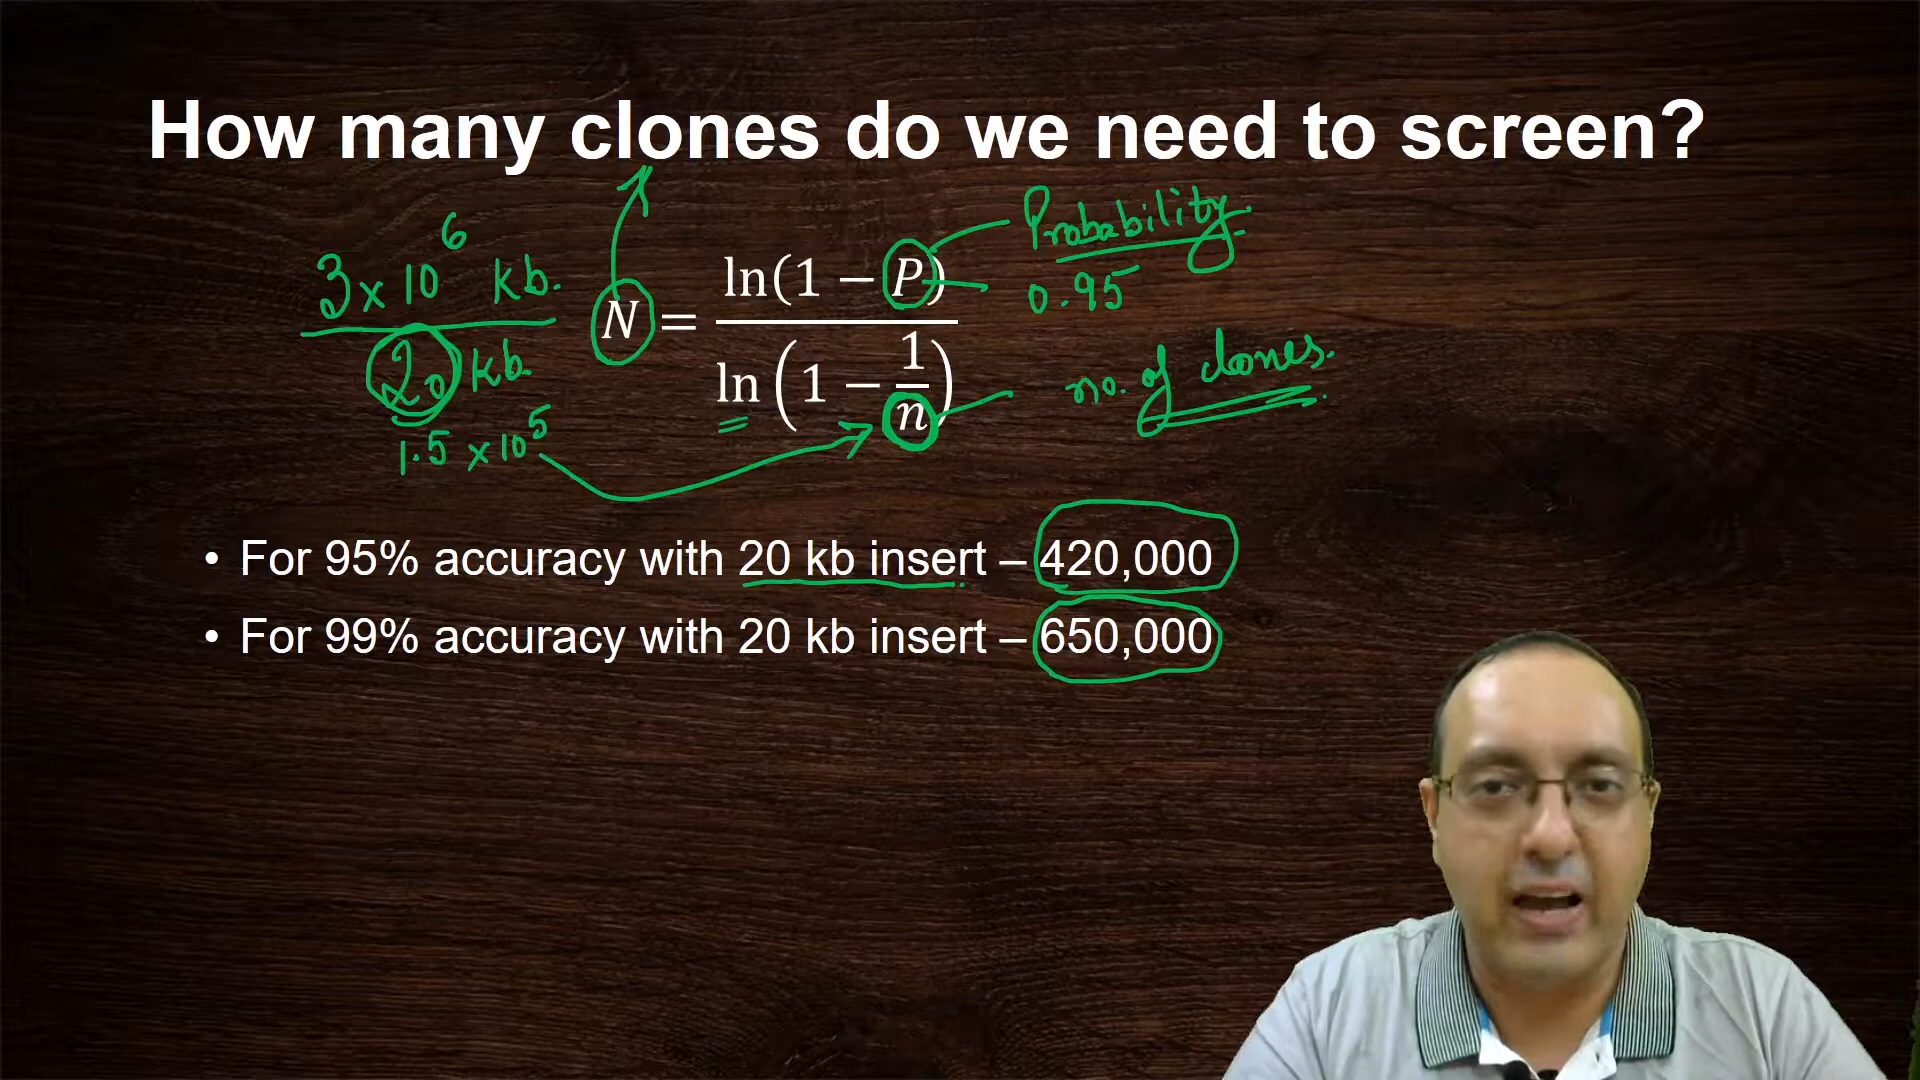 How many clones do we need to screen?
3 x 10^6 kb.
20 kb.
1.5 x 10^5
N = ln(1 − P) / ln(1 − 1/n)
Probability.
0.95
no. of clones.
• For 95% accuracy with 20 kb insert – 420,000
• For 99% accuracy with 20 kb insert – 650,000